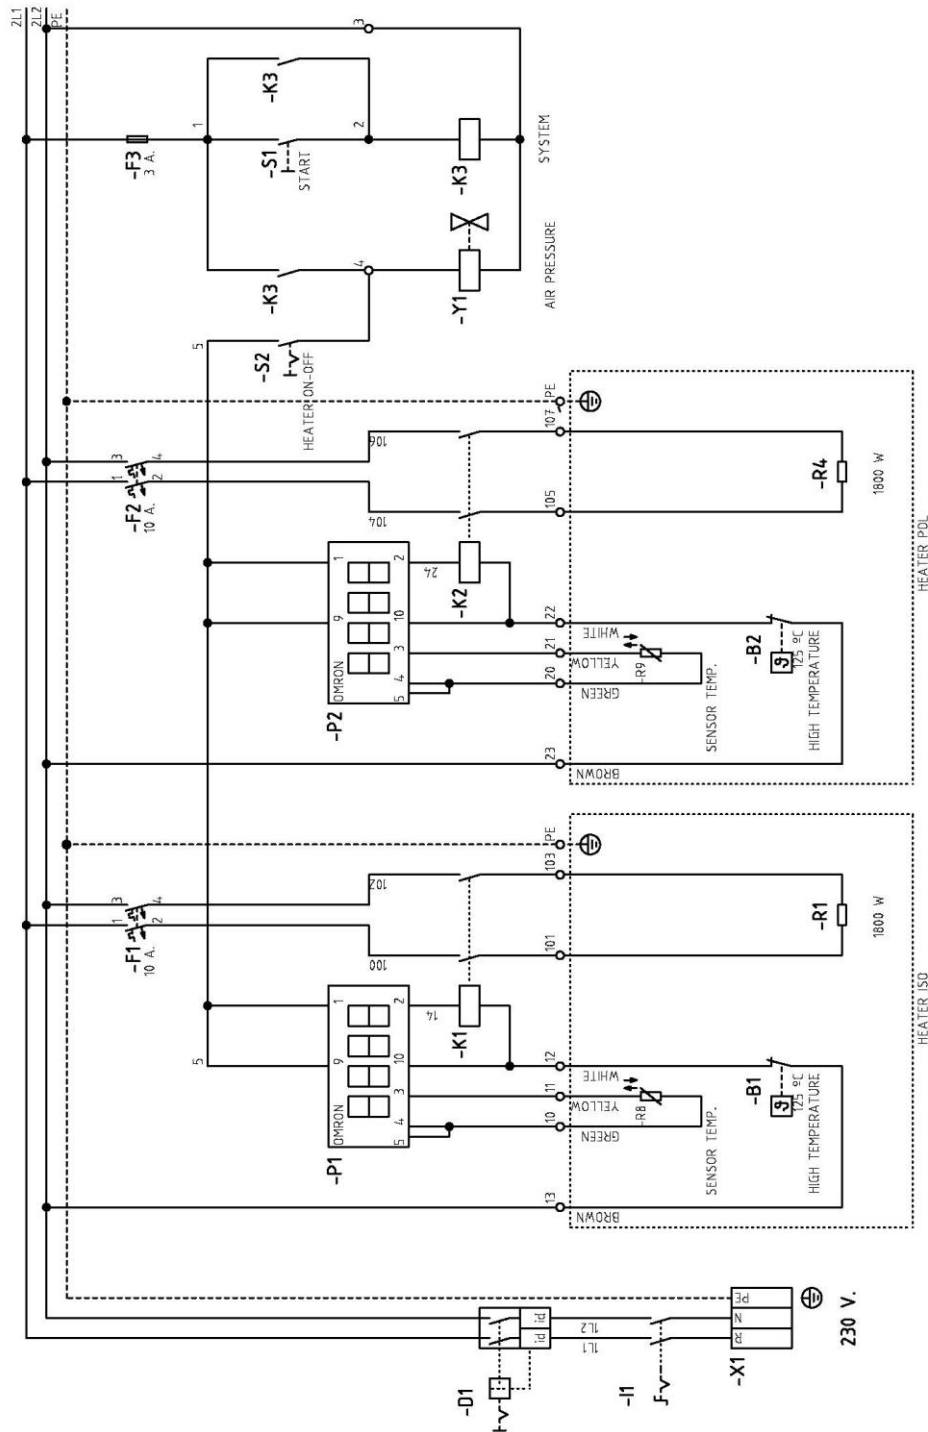 2L1
2L2
PE
1
3
-F1
10 A.
2
4
1
3
-F2
10 A.
2
4
-F3
3 A.
5
5
1
3
-S2
HEATER ON-OFF
-K3
-S1
START
-K3
-P1
OMRON
9
1
5
4
3
10
2
-P2
OMRON
9
1
5
4
3
10
2
100
102
104
106
4
2
14
24
-K1
-K2
-Y1
-K3
AIR PRESSURE
SYSTEM
-D1
pi.
pi.
1L1
1L2
13
10
11
12
101
103
PE
23
20
21
22
105
107
PE
BROWN
GREEN
YELLOW
WHITE
BROWN
GREEN
YELLOW
WHITE
-I1
-R8
-R9
SENSOR TEMP.
SENSOR TEMP.
-X1
R
N
PE
-B1
ϑ
125 ºC
HIGH TEMPERATURE
-B2
ϑ
125 ºC
HIGH TEMPERATURE
-R1
1800 W
-R4
1800 W
230 V.
HEATER ISO
HEATER POL